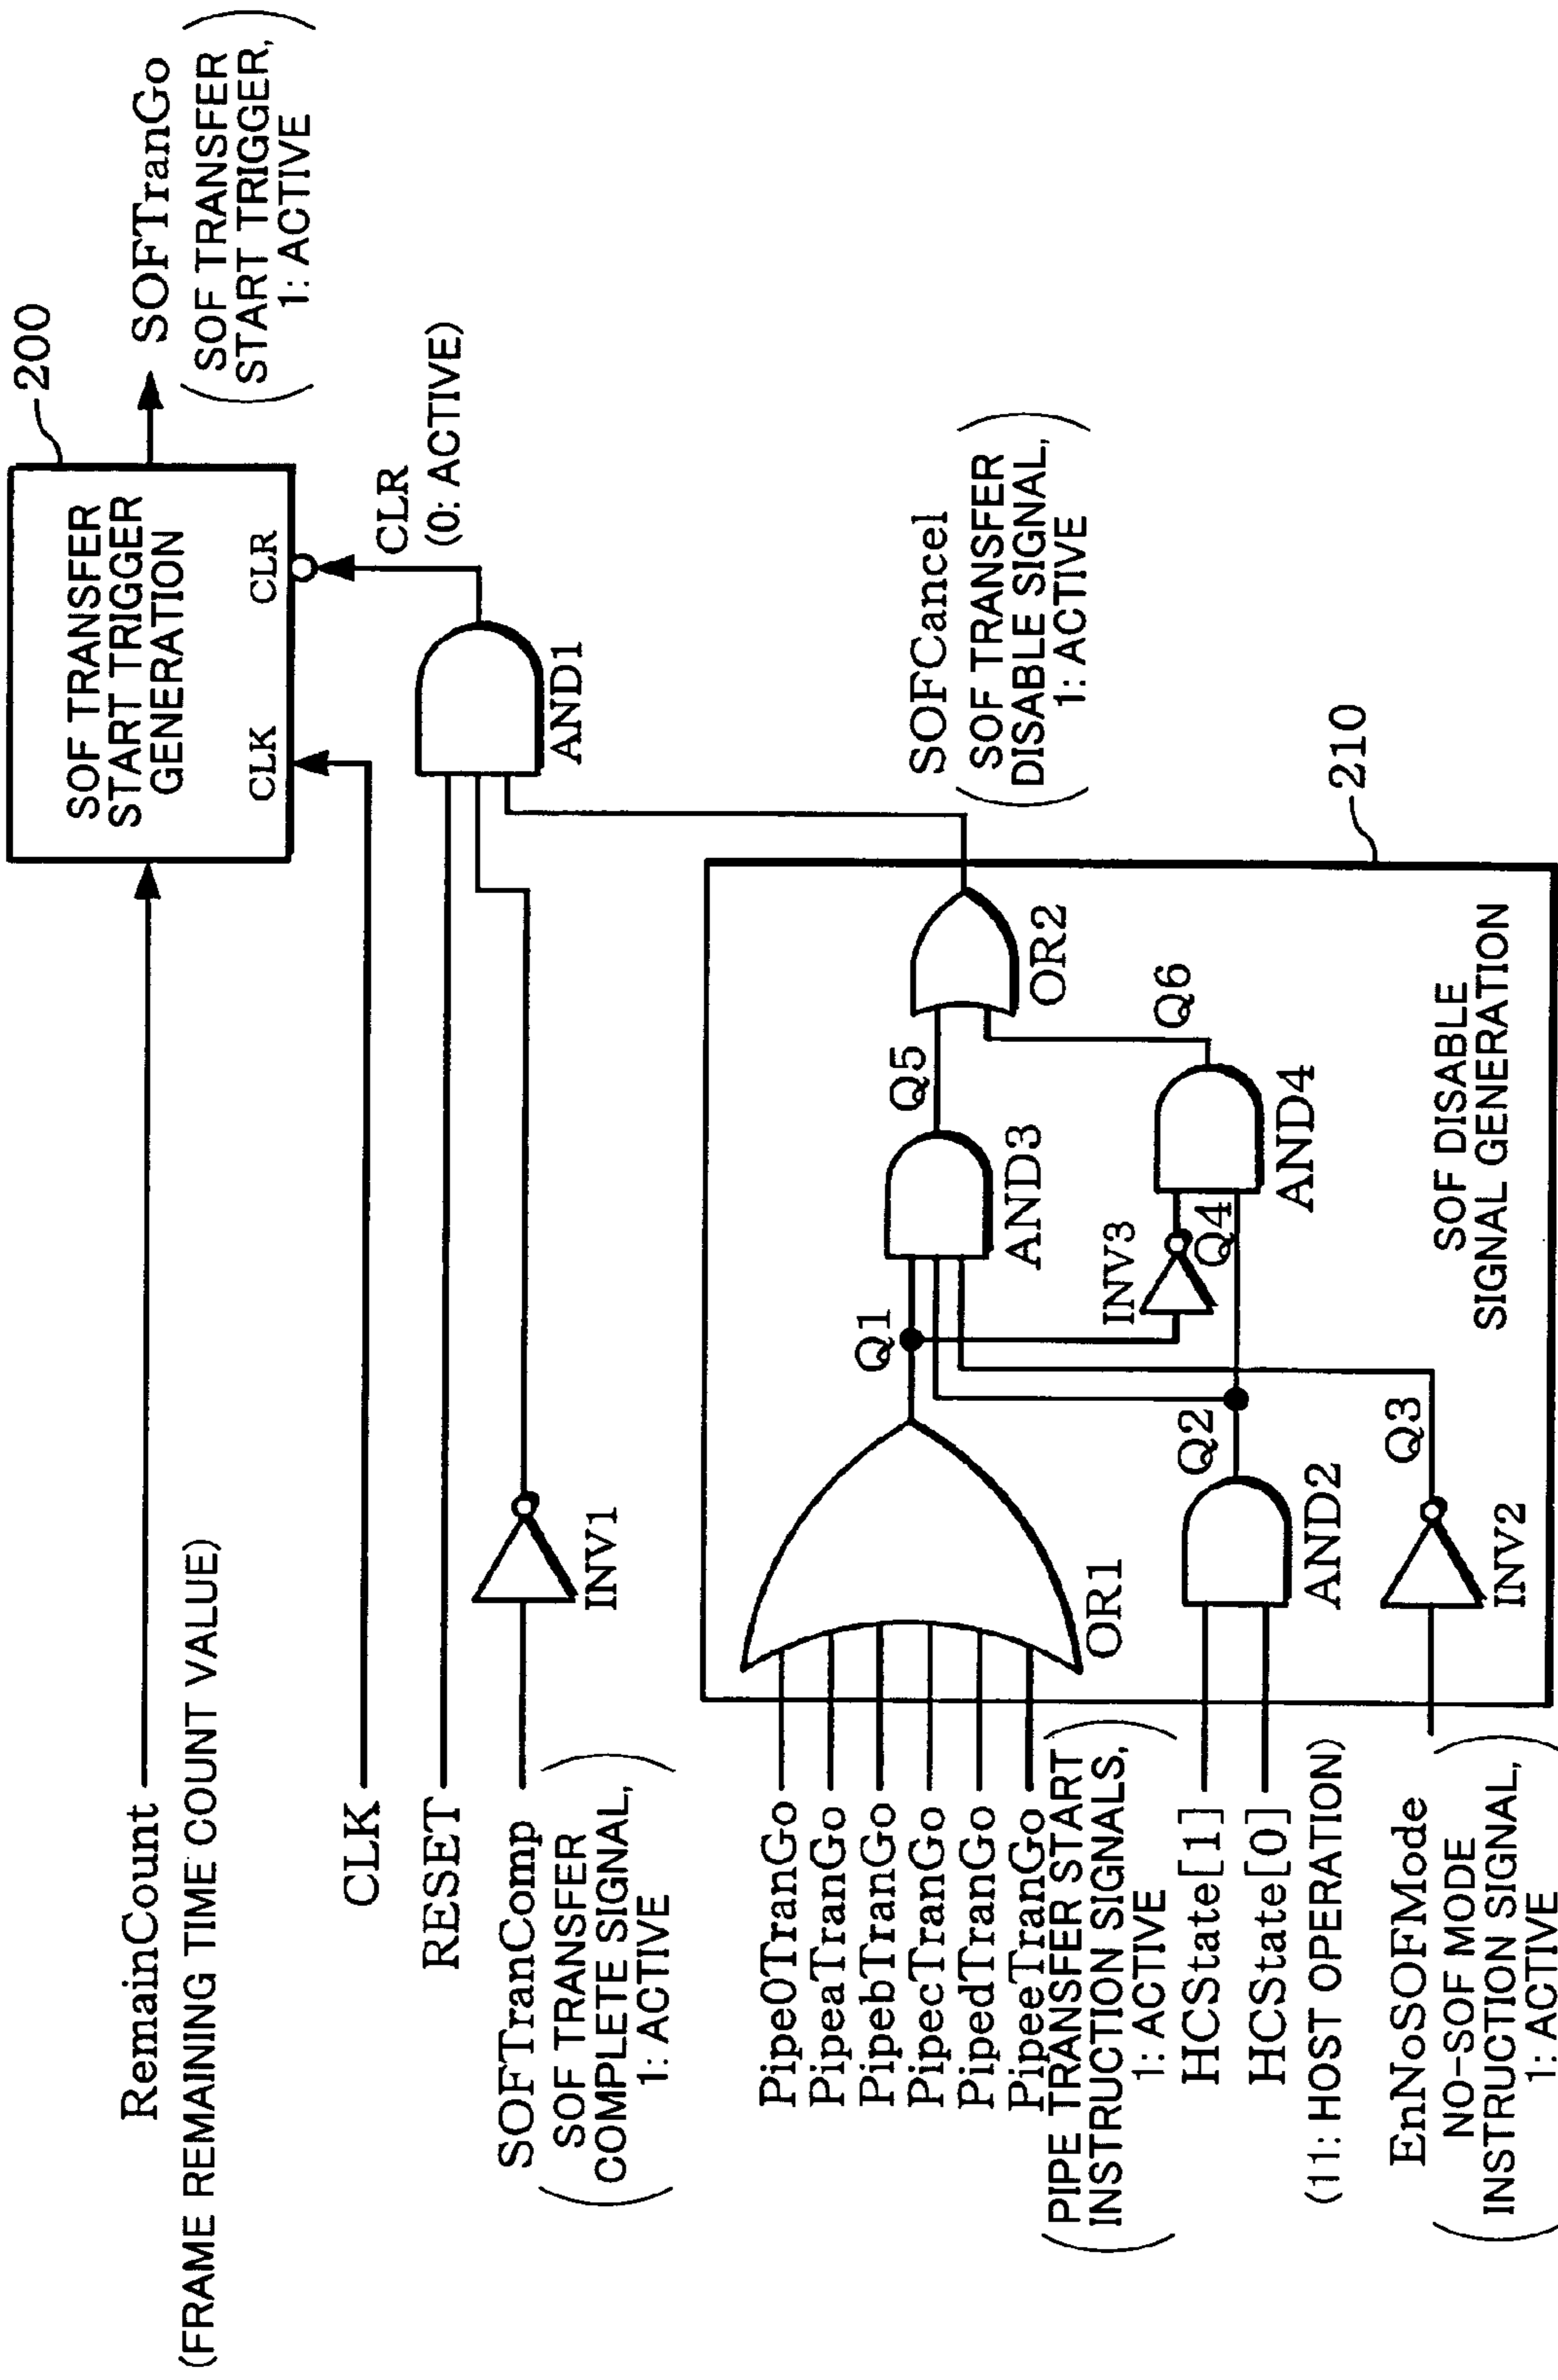 RemainCount
(FRAME REMAINING TIME COUNT VALUE)
SOF TRANSFER
START TRIGGER
GENERATION
CLK
CLR
200
SOFTranGo
(SOF TRANSFER
START TRIGGER,
1: ACTIVE)
CLK
RESET
SOFTranComp
(SOF TRANSFER
COMPLETE SIGNAL,
1: ACTIVE)
INV1
AND1
CLR
(0: ACTIVE)
Pipe0TranGo
PipeaTranGo
PipebTranGo
PipecTranGo
PipedTranGo
PipeeTranGo
(PIPE TRANSFER START
INSTRUCTION SIGNALS,
1: ACTIVE)
HCState[1]
HCState[0]
(11: HOST OPERATION)
EnNoSOFMode
(NO-SOF MODE
INSTRUCTION SIGNAL,
1: ACTIVE)
OR1
Q1
Q2
AND2
Q3
INV2
INV3
Q4
AND3
Q5
AND4
Q6
OR2
SOF DISABLE
SIGNAL GENERATION
210
SOFCancel
(SOF TRANSFER
DISABLE SIGNAL,
1: ACTIVE)